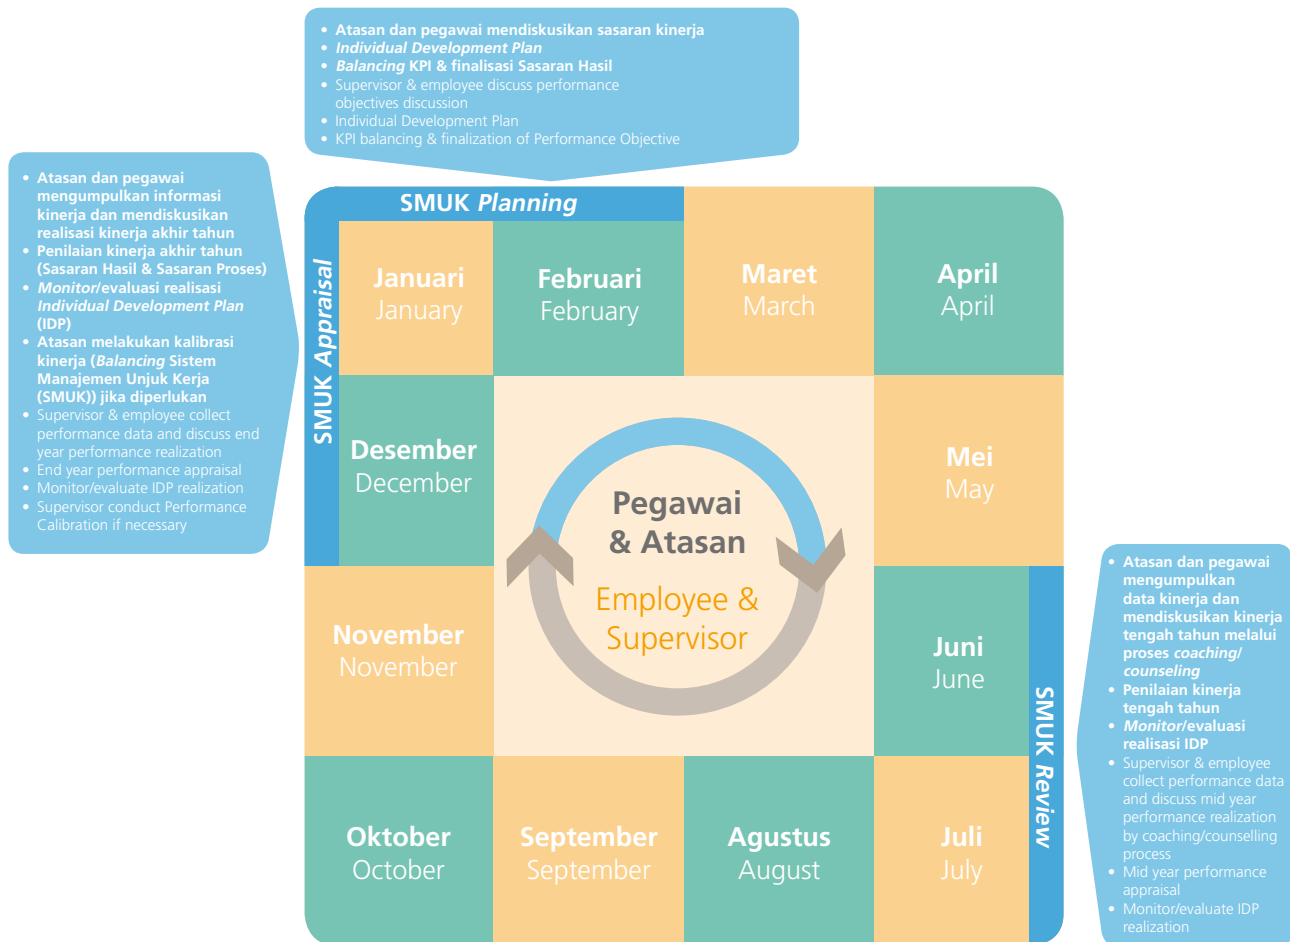 • Atasan dan pegawai mendiskusikan sasaran kinerja
• Individual Development Plan
• Balancing KPI & finalisasi Sasaran Hasil
• Supervisor & employee discuss performance
objectives discussion
• Individual Development Plan
• KPI balancing & finalization of Performance Objective
• Atasan dan pegawai
mengumpulkan informasi
kinerja dan mendiskusikan
realisasi kinerja akhir tahun
• Penilaian kinerja akhir tahun
(Sasaran Hasil & Sasaran Proses)
• Monitor/evaluasi realisasi
Individual Development Plan
(IDP)
• Atasan melakukan kalibrasi
kinerja (Balancing Sistem
Manajemen Unjuk Kerja
(SMUK)) jika diperlukan
• Supervisor & employee collect
performance data and discuss end
year performance realization
• End year performance appraisal
• Monitor/evaluate IDP realization
• Supervisor conduct Performance
Calibration if necessary
SMUK Planning
SMUK Appraisal
Januari
January
Februari
February
Maret
March
April
April
Desember
December
Mei
May
Pegawai
& Atasan
Employee &
Supervisor
November
November
Juni
June
SMUK Review
Oktober
October
September
September
Agustus
August
Juli
July
• Atasan dan pegawai
mengumpulkan
data kinerja dan
mendiskusikan kinerja
tengah tahun melalui
proses coaching/
counseling
• Penilaian kinerja
tengah tahun
• Monitor/evaluasi
realisasi IDP
• Supervisor & employee
collect performance data
and discuss mid year
performance realization
by coaching/counselling
process
• Mid year performance
appraisal
• Monitor/evaluate IDP
realization